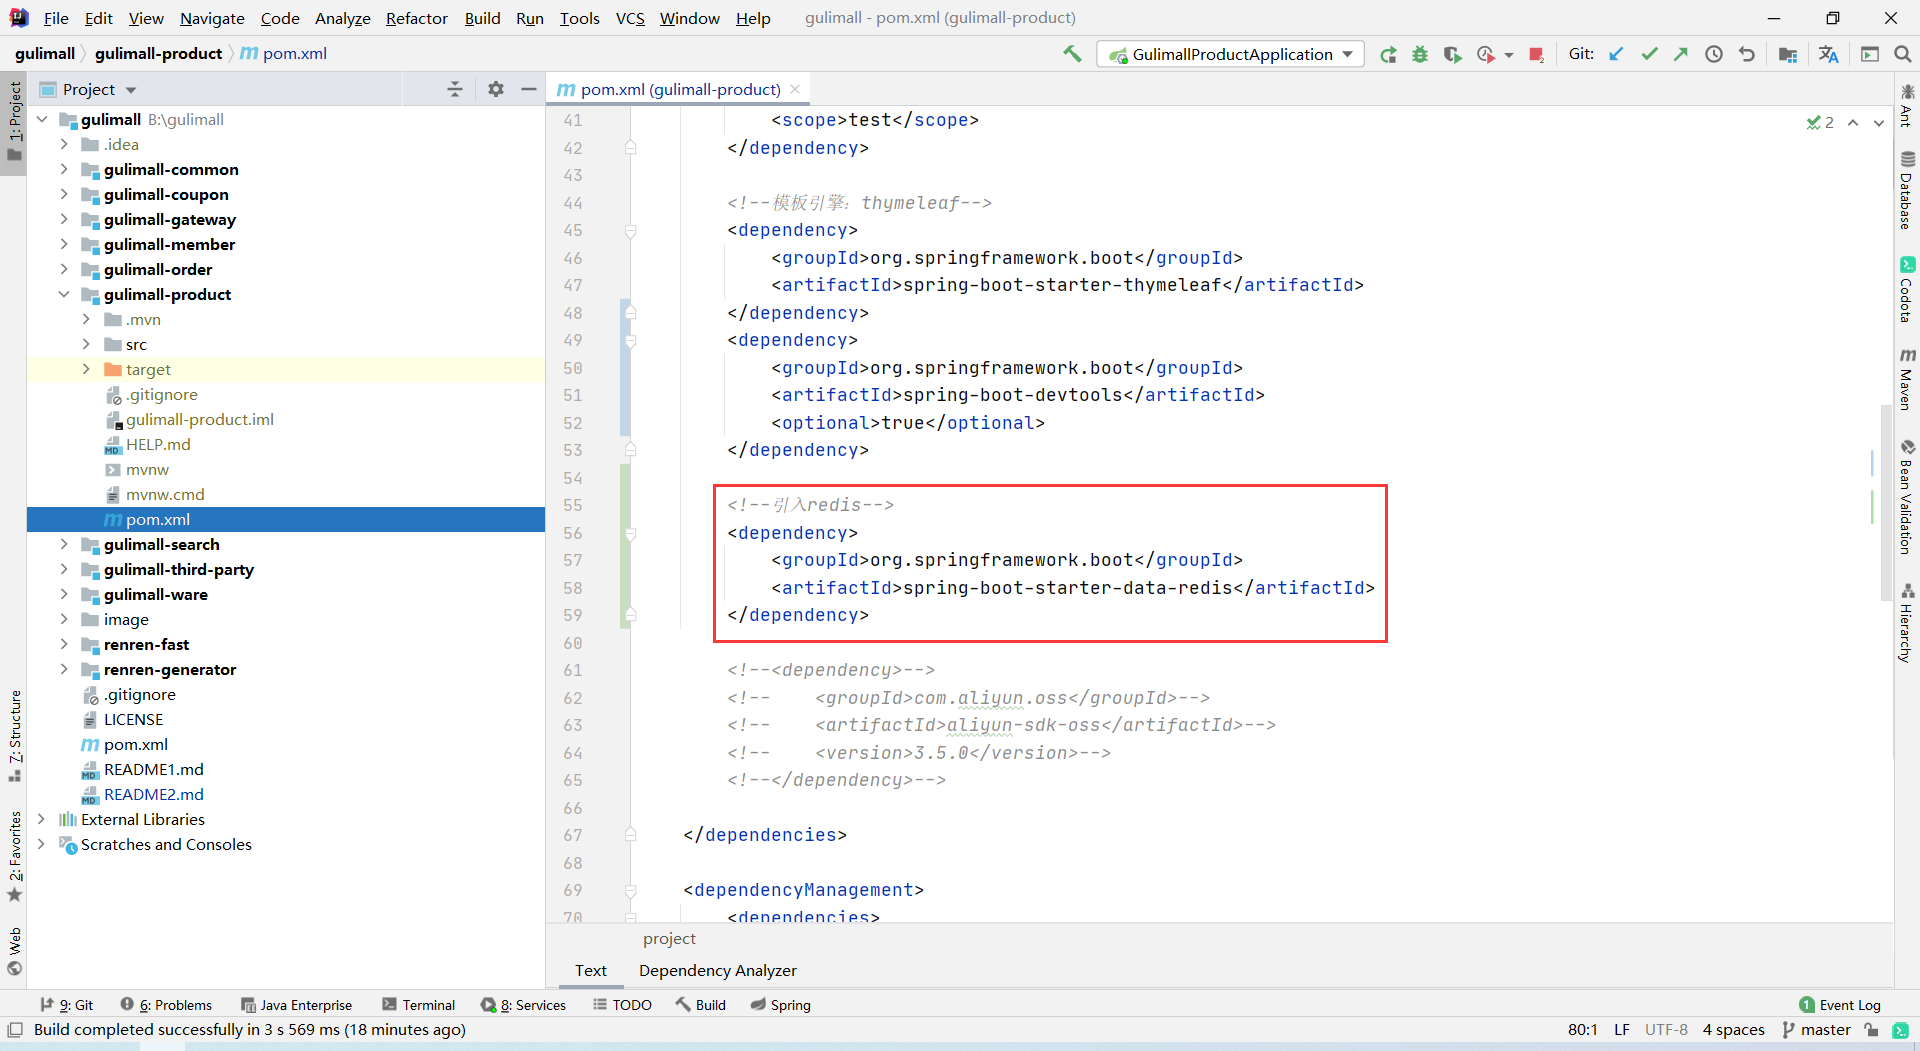 File Edit View Navigate Code Analyze Refactor Build Run Tools VCS Window Help gulimall - pom.xml (gulimall-product)
gulimall gulimall-product pom.xml
GulimallProductApplication
Git:
1: Project
Project
pom.xml (gulimall-product)
gulimall B:\gulimall
.idea
gulimall-common
gulimall-coupon
gulimall-gateway
gulimall-member
gulimall-order
gulimall-product
.mvn
src
target
.gitignore
gulimall-product.iml
HELP.md
mvnw
mvnw.cmd
pom.xml
gulimall-search
gulimall-third-party
gulimall-ware
image
renren-fast
renren-generator
.gitignore
LICENSE
pom.xml
README1.md
README2.md
External Libraries
Scratches and Consoles
7: Structure
2: Favorites
Web
41 <scope>test</scope>
42 </dependency>
43
44 <!--模板引擎：thymeleaf-->
45 <dependency>
46 <groupId>org.springframework.boot</groupId>
47 <artifactId>spring-boot-starter-thymeleaf</artifactId>
48 </dependency>
49 <dependency>
50 <groupId>org.springframework.boot</groupId>
51 <artifactId>spring-boot-devtools</artifactId>
52 <optional>true</optional>
53 </dependency>
54
55 <!--引入redis-->
56 <dependency>
57 <groupId>org.springframework.boot</groupId>
58 <artifactId>spring-boot-starter-data-redis</artifactId>
59 </dependency>
60
61 <!--<dependency>-->
62 <!-- <groupId>com.aliyun.oss</groupId>-->
63 <!-- <artifactId>aliyun-sdk-oss</artifactId>-->
64 <!-- <version>3.5.0</version>-->
65 <!--</dependency>-->
66
67 </dependencies>
68
69 <dependencyManagement>
70 <dependencies>
2
Ant
Database
Codota
Maven
Bean Validation
Hierarchy
project
Text Dependency Analyzer
9: Git 6: Problems Java Enterprise Terminal 8: Services TODO Build Spring 1 Event Log
Build completed successfully in 3 s 569 ms (18 minutes ago) 80:1 LF UTF-8 4 spaces master